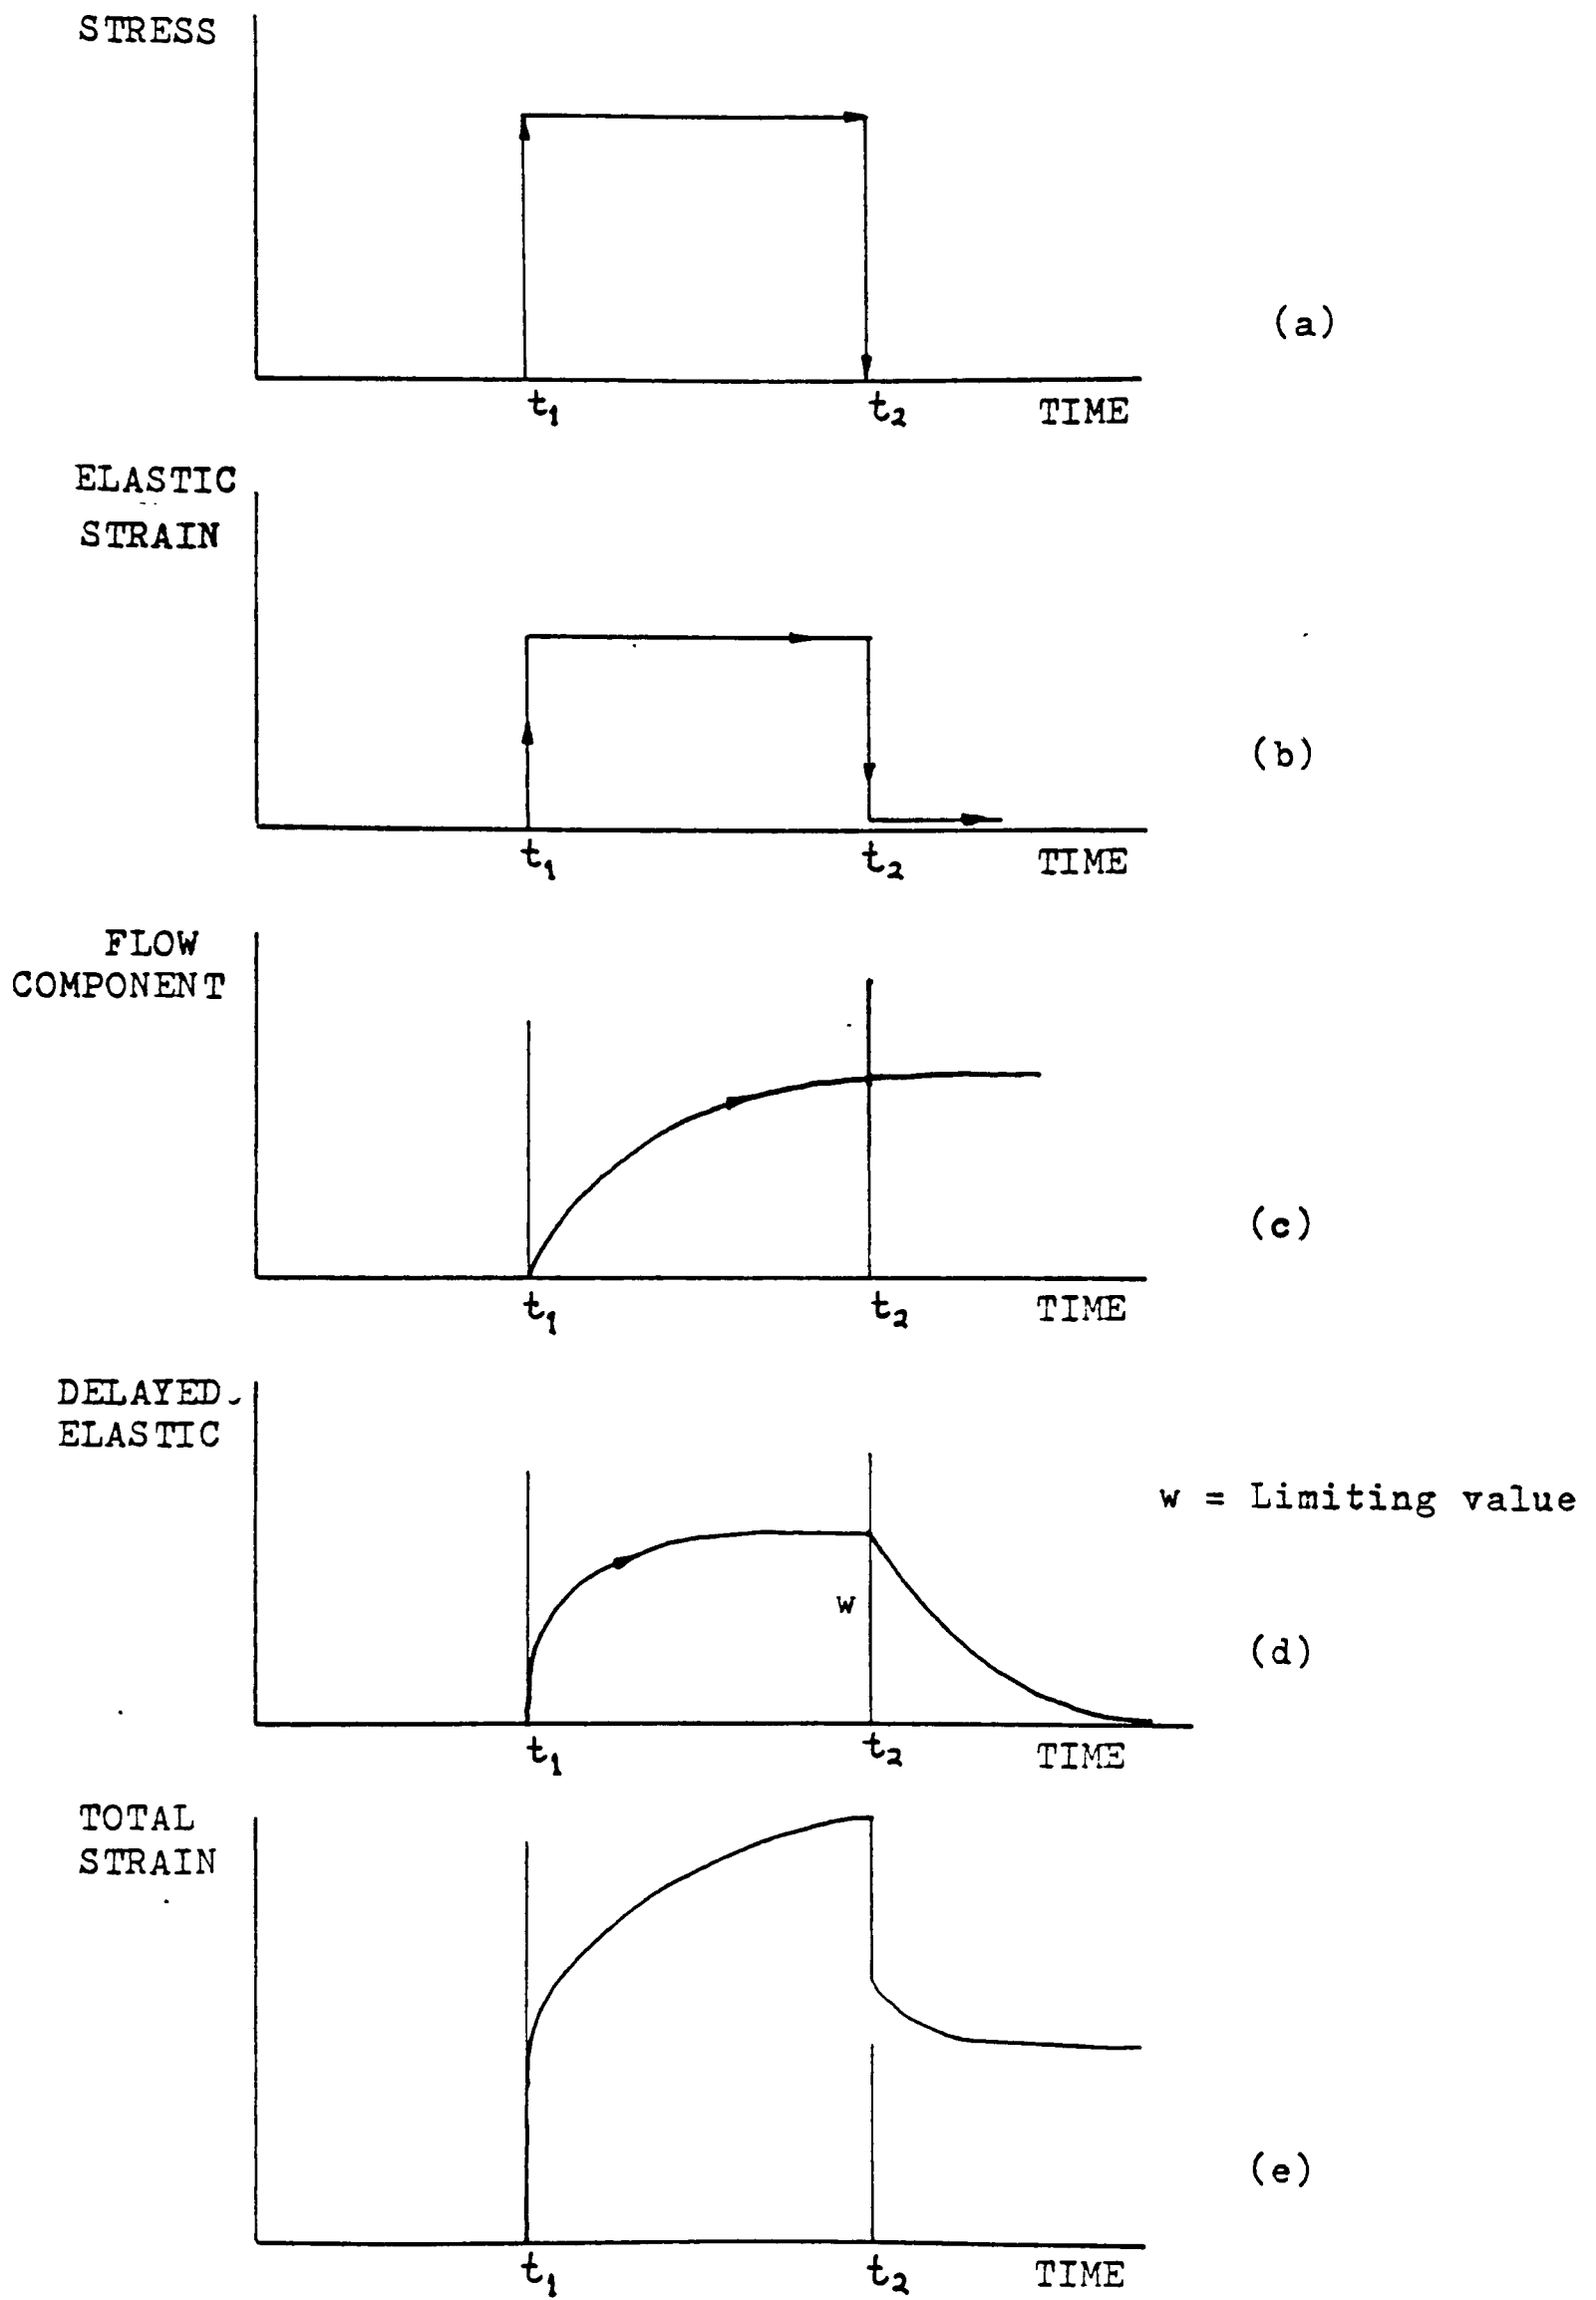 STRESS
(a)
t1 t2 TIME
ELASTIC
STRAIN
(b)
t1 t2 TIME
FLOW
COMPONENT
(c)
t1 t2 TIME
DELAYED
ELASTIC
w = Limiting value
w
(d)
t1 t2 TIME
TOTAL
STRAIN
(e)
t1 t2 TIME